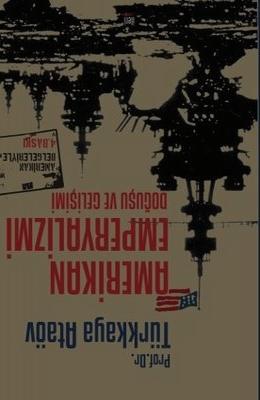 Prof.Dr.
Türkkaya Ataöv
AMERİKAN
EMPERYALİZMİ
DOĞUŞU VE GELİŞİMİ
AMERİKAN
BELGELERİYLE
4.BASKI